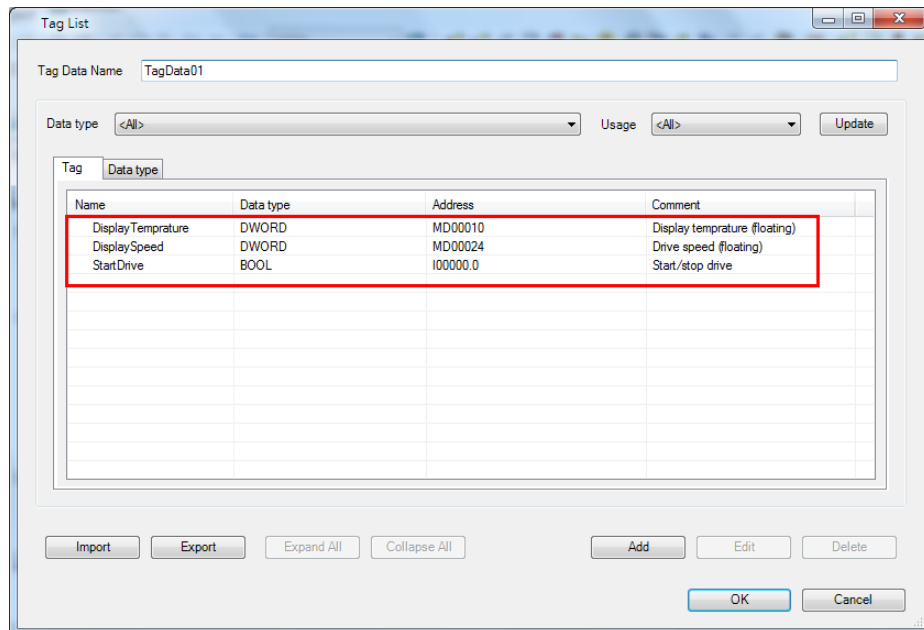 Tag List
Tag Data Name TagData01
Data type <All> Usage <All> Update
Tag Data type
Name Data type Address Comment
DisplayTemprature DWORD MD00010 Display temprature (floating)
DisplaySpeed DWORD MD00024 Drive speed (floating)
StartDrive BOOL I00000.0 Start/stop drive
Import Export Expand All Collapse All Add Edit Delete
OK Cancel